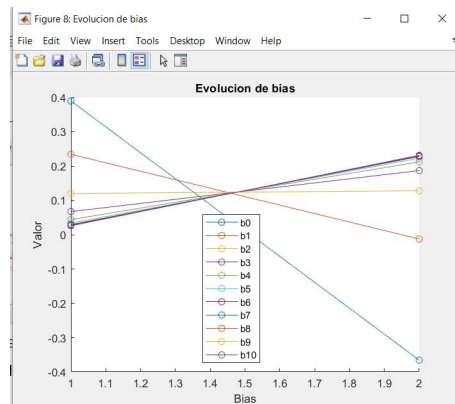 Figure 8: Evolucion de bias
File Edit View Insert Tools Desktop Window Help
Evolucion de bias
0.4
0.3
0.2
0.1
0
-0.1
-0.2
-0.3
-0.4
Valor
b0
b1
b2
b3
b4
b5
b6
b7
b8
b9
b10
1 1.1 1.2 1.3 1.4 1.5 1.6 1.7 1.8 1.9 2
Bias